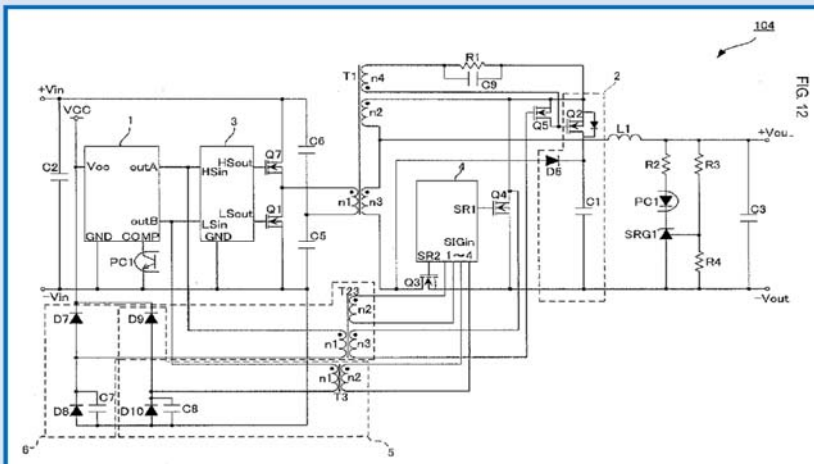 104
FIG. 12
+Vin
VCC
1
3
2
R1
C9
T1
n4
n2
Q5
Q2
L1
C6
Q7
C2
Vcc
outA
HSin
HSout
outB
LSin
LSout
Q1
GND
COMP
GND
PC1
C5
n1
n3
D6
4
Q4
SR1
SIGin
SR2
1~4
Q3
C1
R2
R3
PC1
SRG1
R4
C3
-Vin
-Vout
D7
D9
T23
n2
n1
n3
n1
n2
T3
D8
C7
D10
C8
6
5